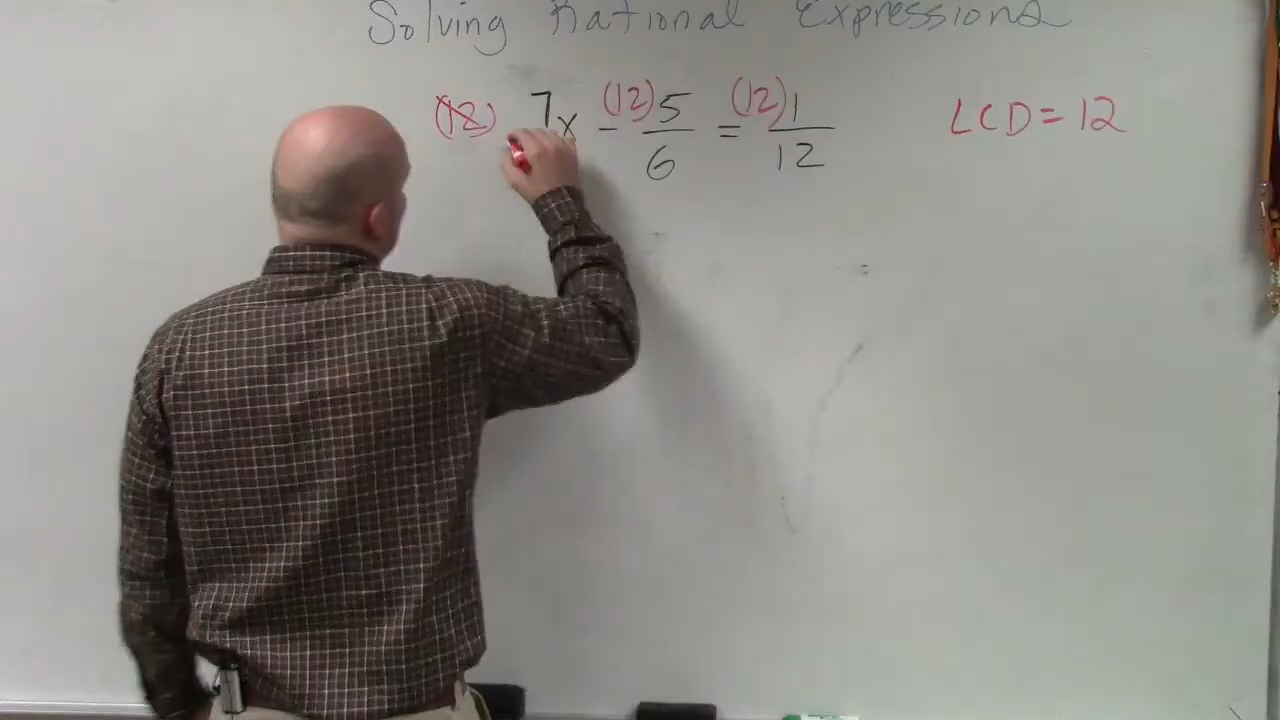 Solving Rational Expressions
(12) 7x - (12) 5/6 = (12) 1/12 LCD = 12